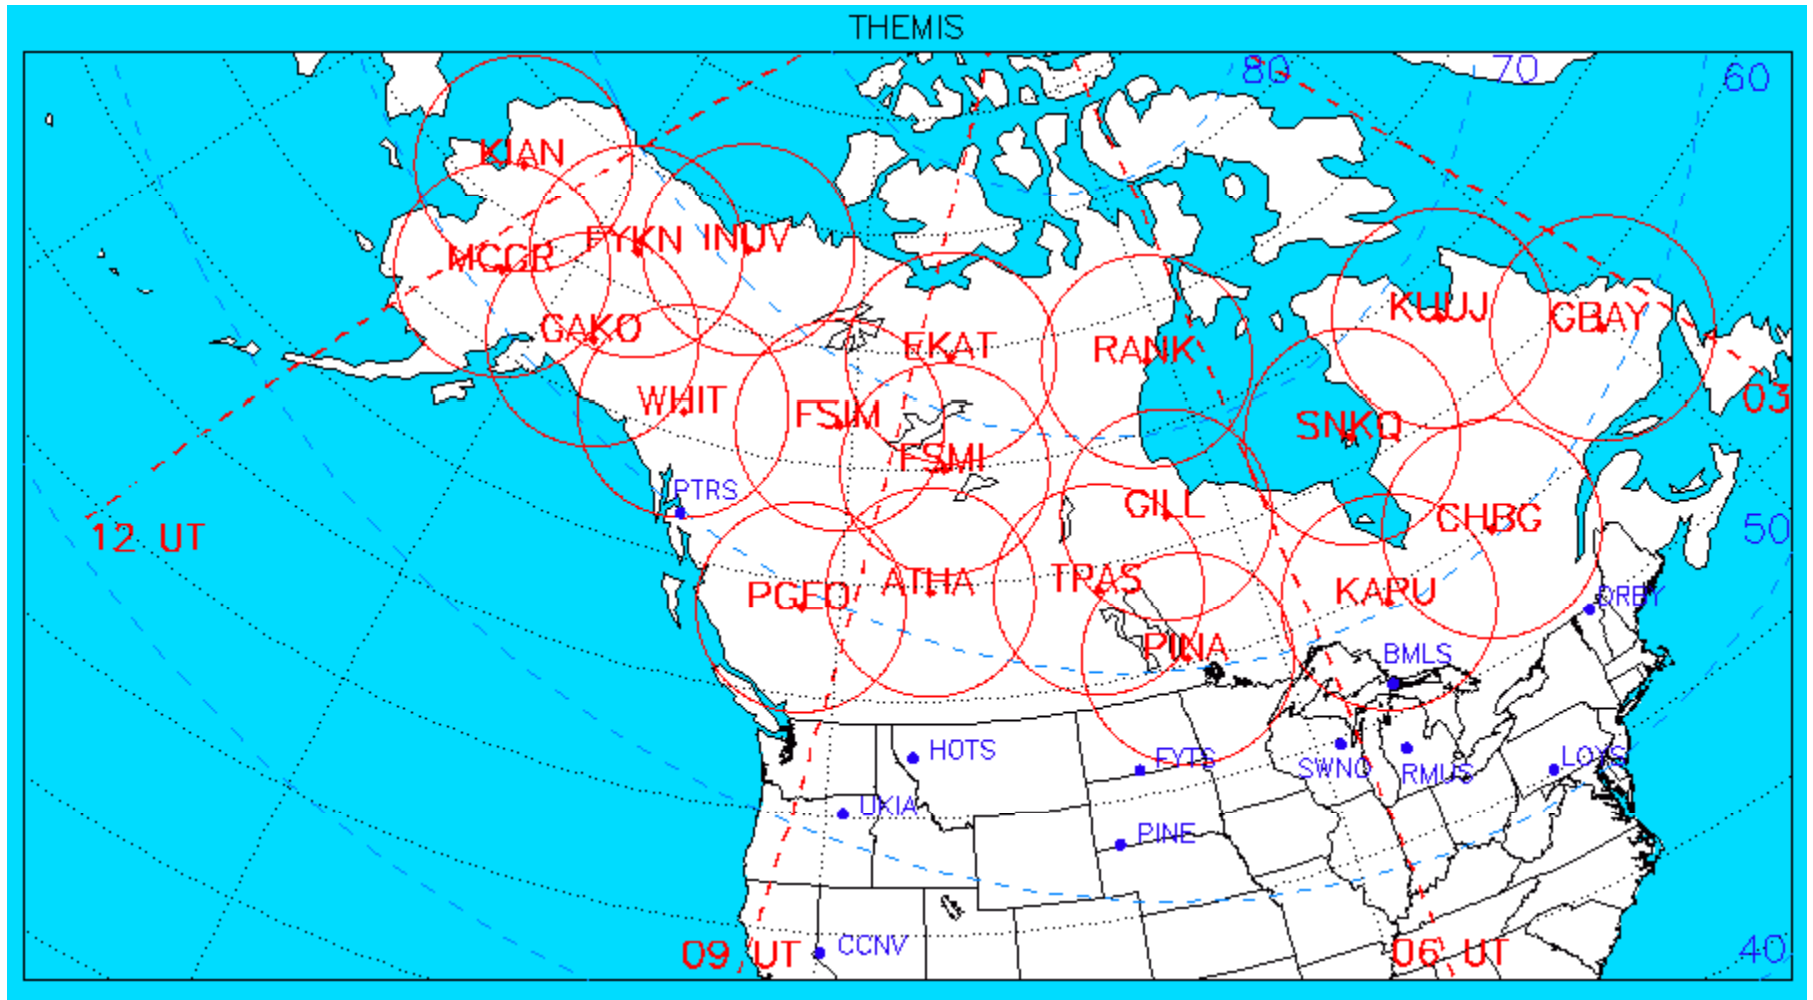 THEMIS
80
70
60
KIAN
FYKN
INUV
MCGR
GAKO
EKAT
RANK
KUUJ
GBAY
WHIT
FSIM
03
SNKQ
FSMI
PTRS
GILL
CHBG
12 UT
50
PGEO
ATHA
TPAS
KAPU
DRBY
PINA
BMLS
HOTS
FYTS
SWNO
RMUS
LOYS
UKIA
PINE
09 UT
CCNV
06 UT
40